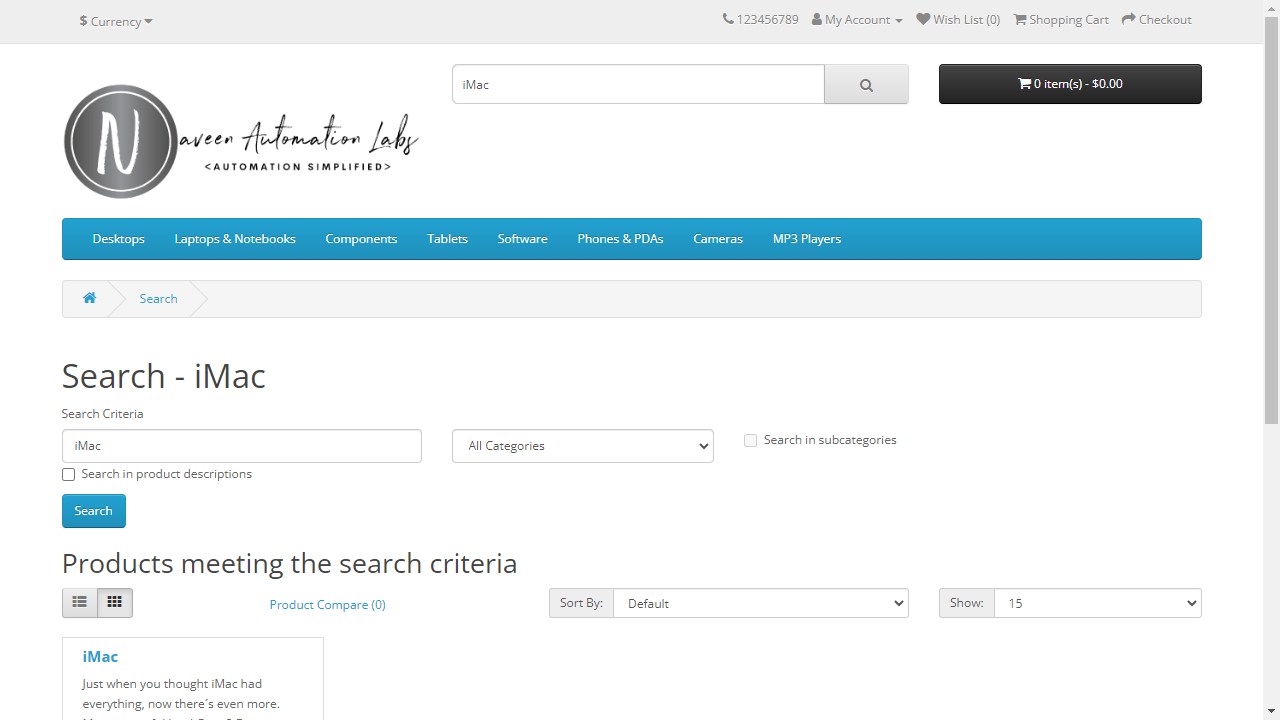 $ Currency
123456789 My Account Wish List (0) Shopping Cart Checkout
iMac
0 item(s) - $0.00
N
aveen Automation Labs
<AUTOMATION SIMPLIFIED>
Desktops Laptops & Notebooks Components Tablets Software Phones & PDAs Cameras MP3 Players
Search
Search - iMac
Search Criteria
iMac All Categories Search in subcategories
Search in product descriptions
Search
Products meeting the search criteria
Product Compare (0) Sort By: Default Show: 15
iMac
Just when you thought iMac had
everything, now there´s even more.